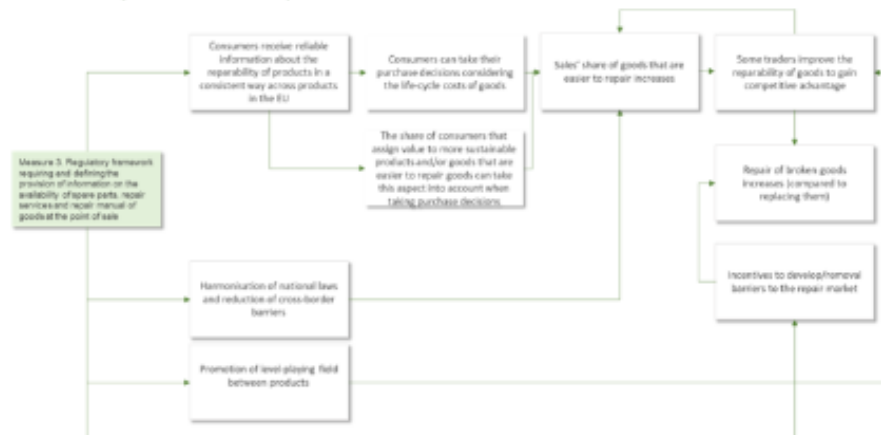 Consumers receive reliable
information about the
reparability of products in a
consistent way across products
in the EU
Consumers can take their
purchase decisions considering
the life-cycle costs of goods
Sales' share of goods that are
easier to repair increases
Some traders improve the
reparability of goods to gain
competitive advantage
The share of consumers that
assign value to more sustainable
products and/or goods that are
easier to repair goods can take
this aspect into account when
taking purchase decisions
Measure 3. Regulatory framework
requiring and defining the
provision of information on the
availability of spare parts, repair
services and repair manual of
goods at the point of sale
Repair of broken goods
increases (compared to
replacing them)
Incentives to develop/removal
barriers to the repair market
Harmonisation of national laws
and reduction of cross-border
barriers
Promotion of level-playing field
between products